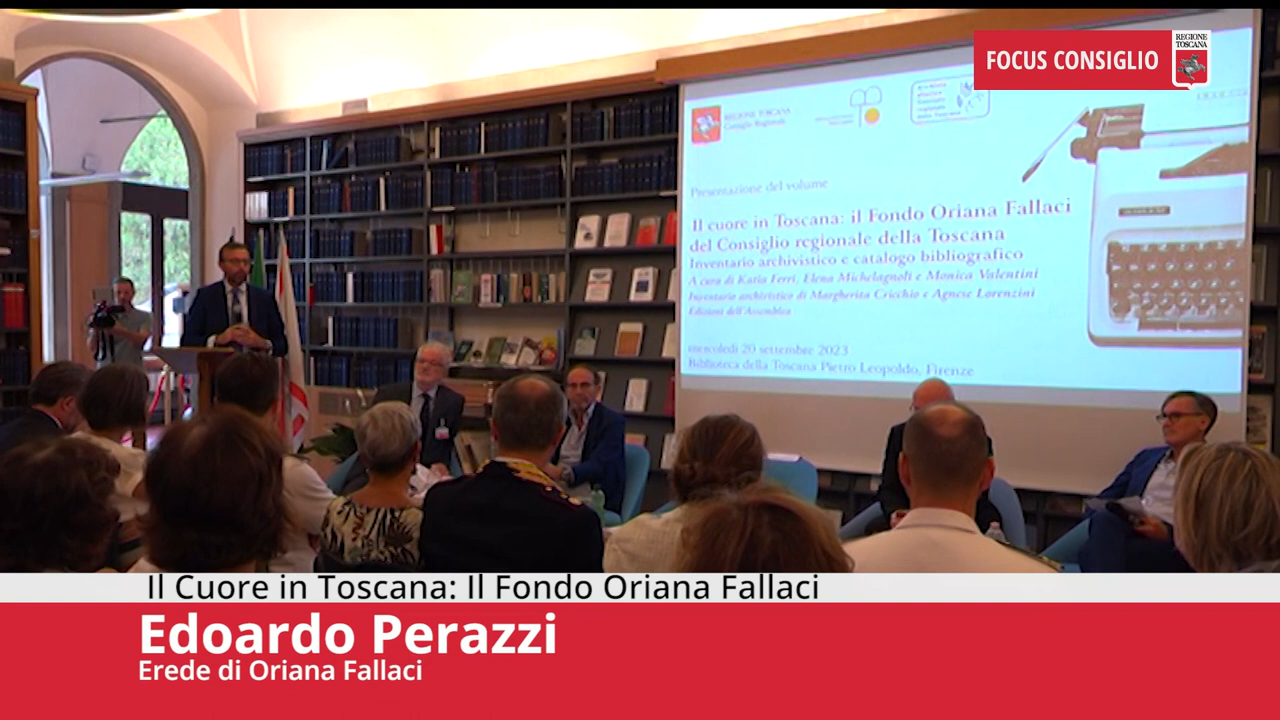 FOCUS CONSIGLIO
REGIONE
TOSCANA
REGIONE TOSCANA
Consiglio Regionale
Presentazione del volume
Il cuore in Toscana: il Fondo Oriana Fallaci
del Consiglio regionale della Toscana
Inventario archivistico e catalogo bibliografico
A cura di Katia Ferri, Elena Michelagnoli e Monica Valentini
Inventario archivistico di Margherita Cricchio e Agnese Lorenzini
Edizioni dell'Assemblea
mercoledì 20 settembre 2023
Biblioteca della Toscana Pietro Leopoldo, Firenze
Il Cuore in Toscana: Il Fondo Oriana Fallaci
Edoardo Perazzi
Erede di Oriana Fallaci